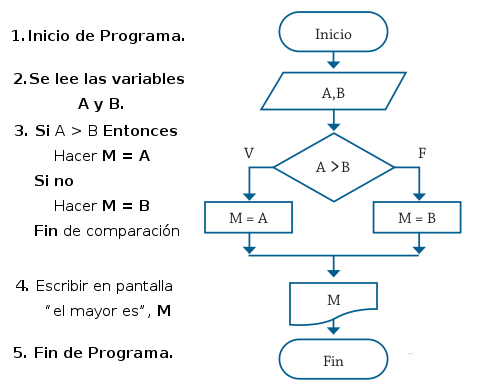 1. Inicio de Programa.
2. Se lee las variables
A y B.
3. Si A > B Entonces
Hacer M = A
Si no
Hacer M = B
Fin de comparación
4. Escribir en pantalla
“el mayor es”, M
5. Fin de Programa.
Inicio
A,B
A >B
V
F
M = A
M = B
M
Fin